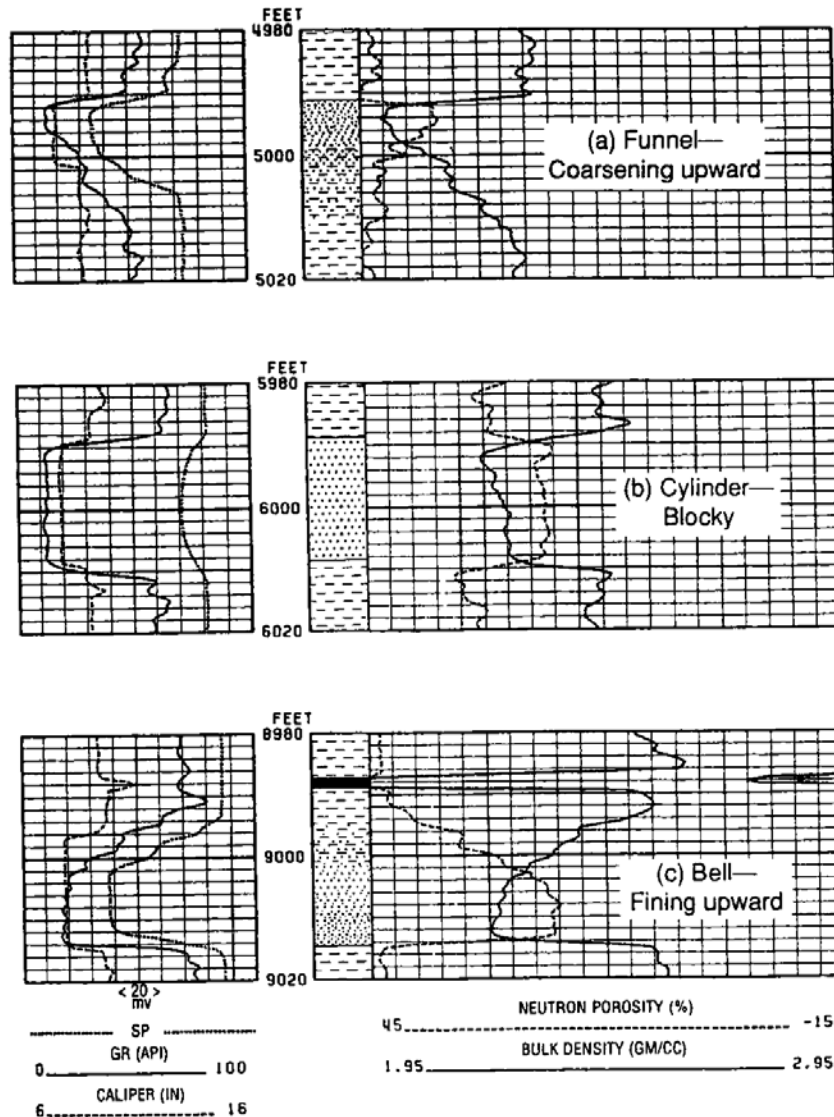 FEET
4980
5000
5020
(a) Funnel—
Coarsening upward
FEET
5980
6000
6020
(b) Cylinder—
Blocky
FEET
8980
9000
9020
(c) Bell—
Fining upward
< 20 >
mv
SP
GR (API)
0 100
CALIPER (IN)
6 16
NEUTRON POROSITY (%)
45 -15
BULK DENSITY (GM/CC)
1.95 2.95